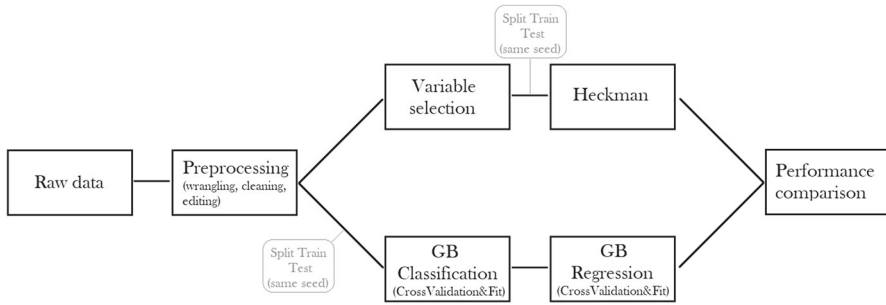 Split Train
Test
(same seed)
Variable
selection
Heckman
Raw data
Preprocessing
(wrangling, cleaning,
editing)
Performance
comparison
Split Train
Test
(same seed)
GB
Classification
(CrossValidation&Fit)
GB
Regression
(CrossValidation&Fit)